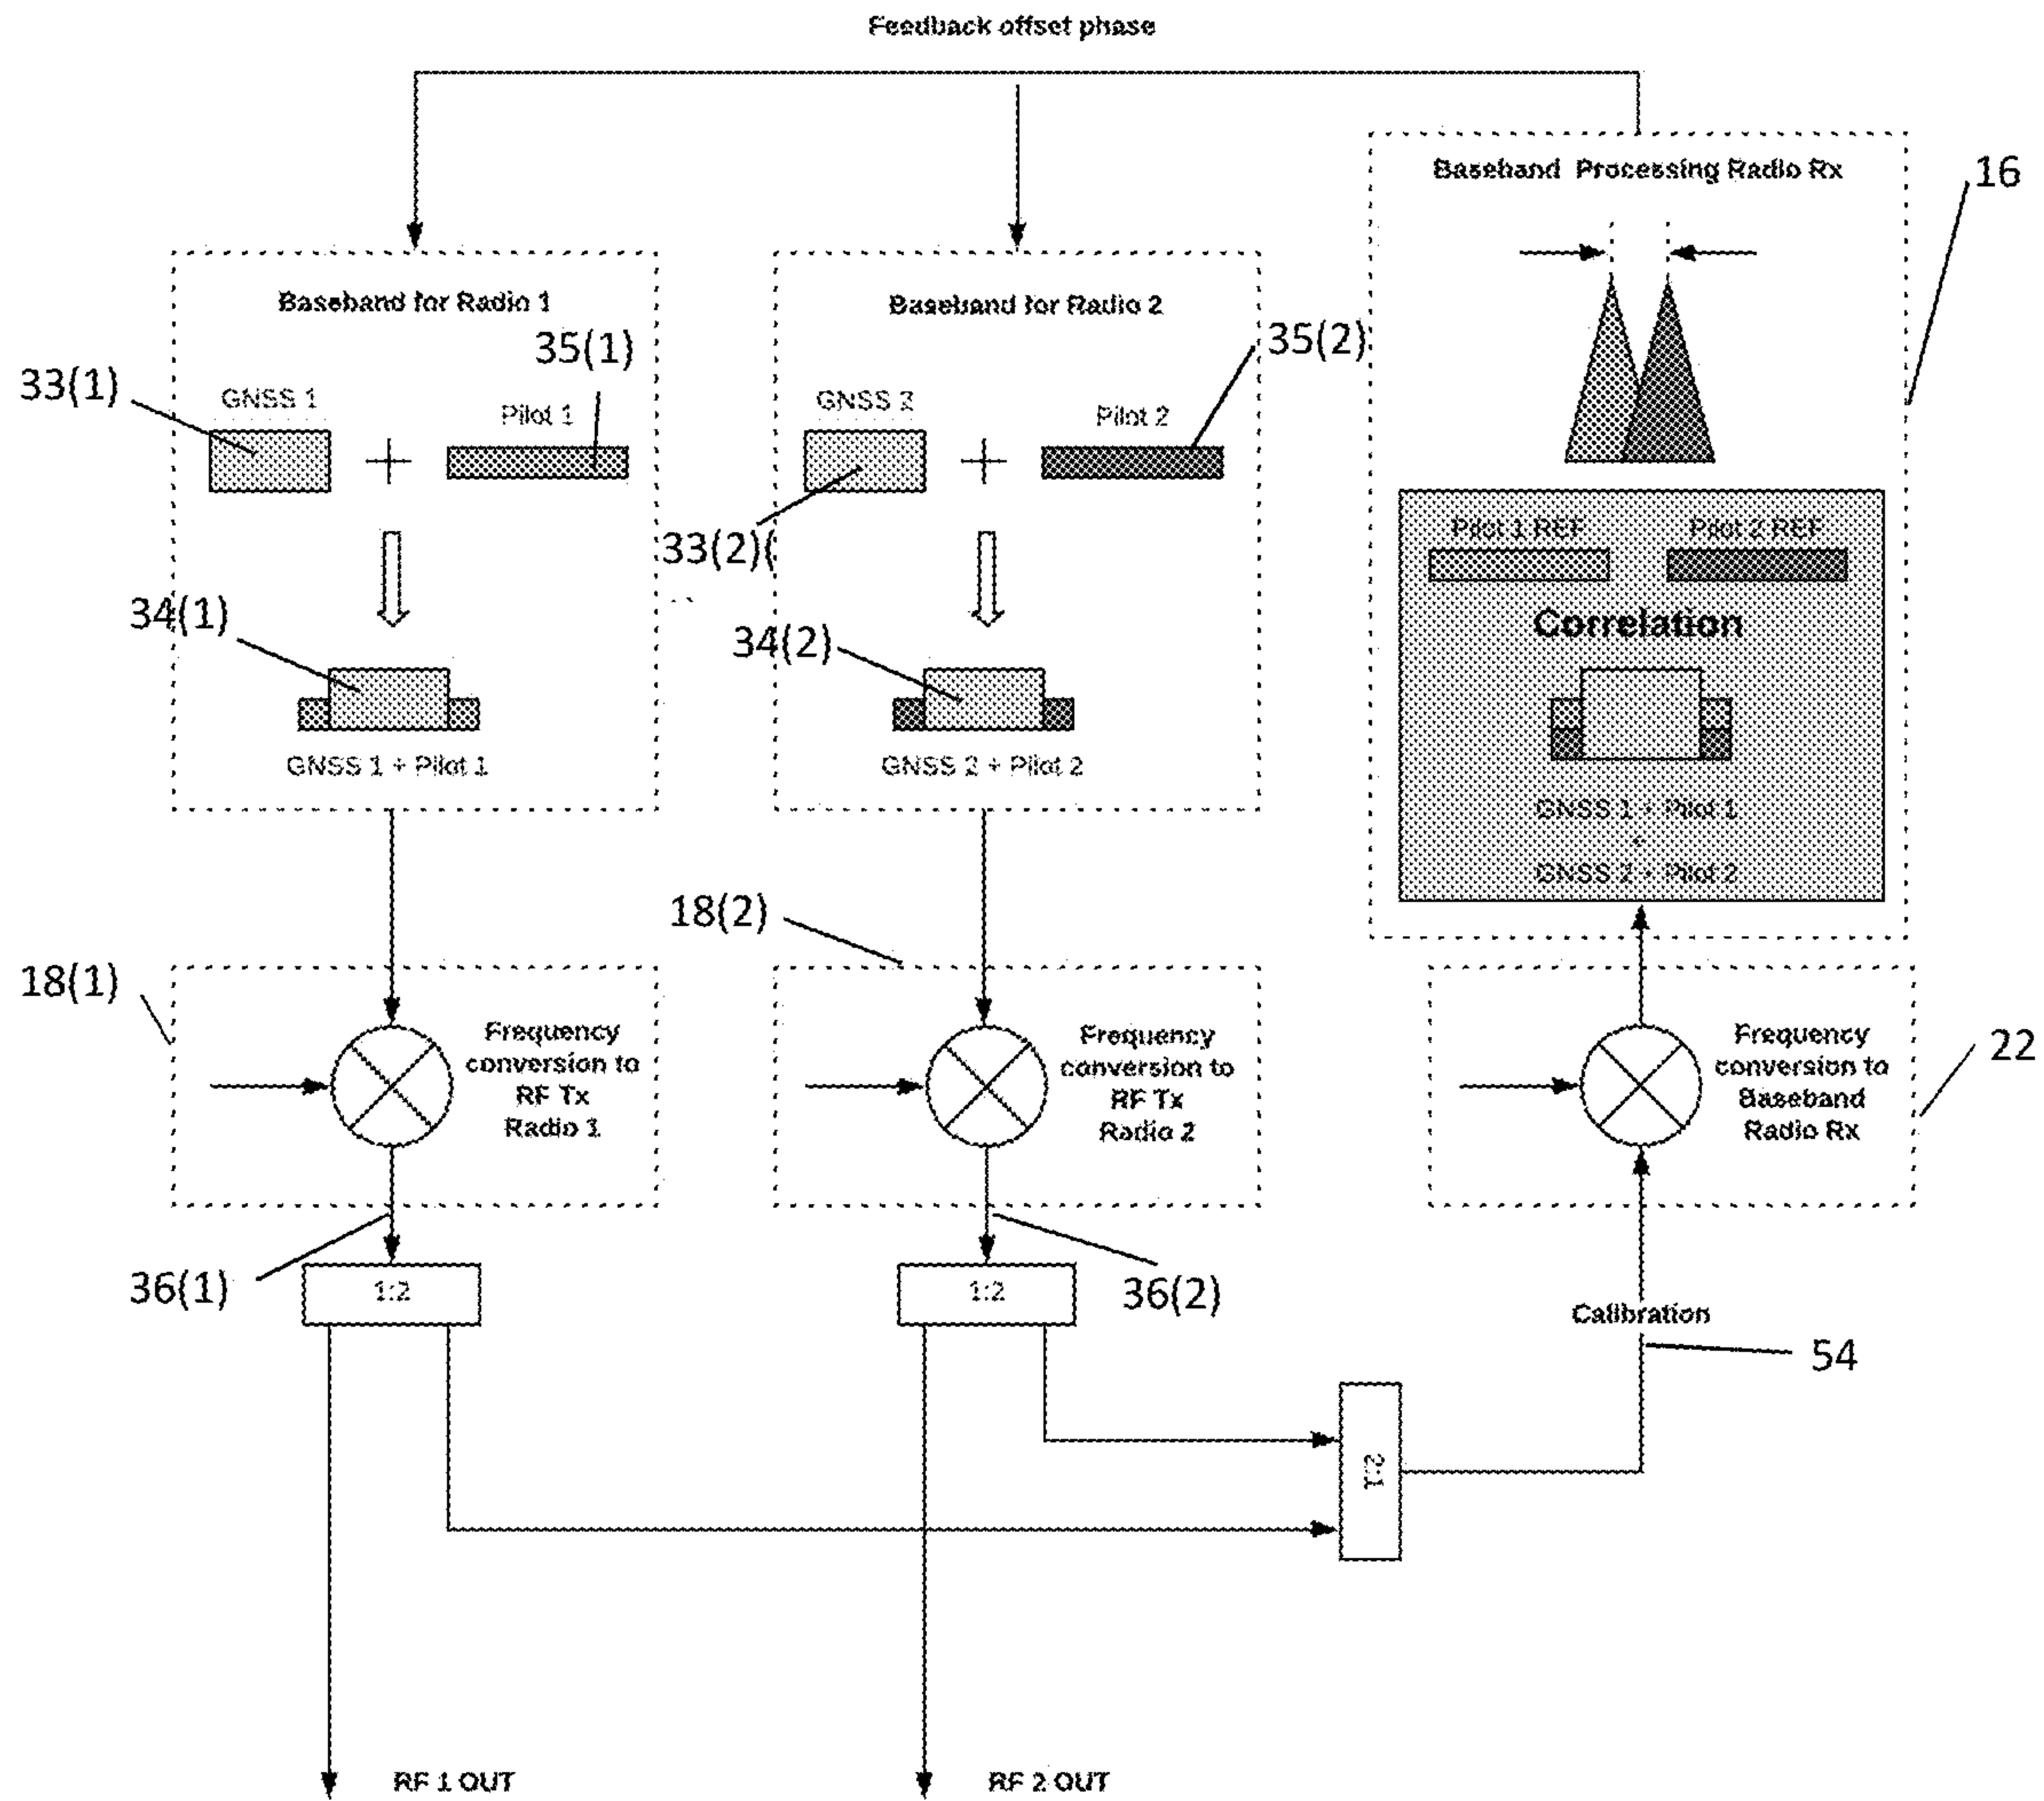 Feedback offset phase
Baseband Processing Radio Rx
16
Baseband for Radio 1
35(1)
33(1)
GNSS 1
Pilot 1
34(1)
GNSS 1 + Pilot 1
Baseband for Radio 2
35(2)
GNSS 2
Pilot 2
33(2)(
34(2)
GNSS 2 + Pilot 2
Pilot 1 REF
Pilot 2 REF
Correlation
GNSS 1 + Pilot 1
+
GNSS 2 + Pilot 2
18(1)
Frequency
conversion to
RF Tx
Radio 1
18(2)
Frequency
conversion to
RF Tx
Radio 2
Frequency
conversion to
Baseband
Radio Rx
22
36(1)
1:2
1:2
36(2)
Calibration
54
2:1
RF 1 OUT
RF 2 OUT